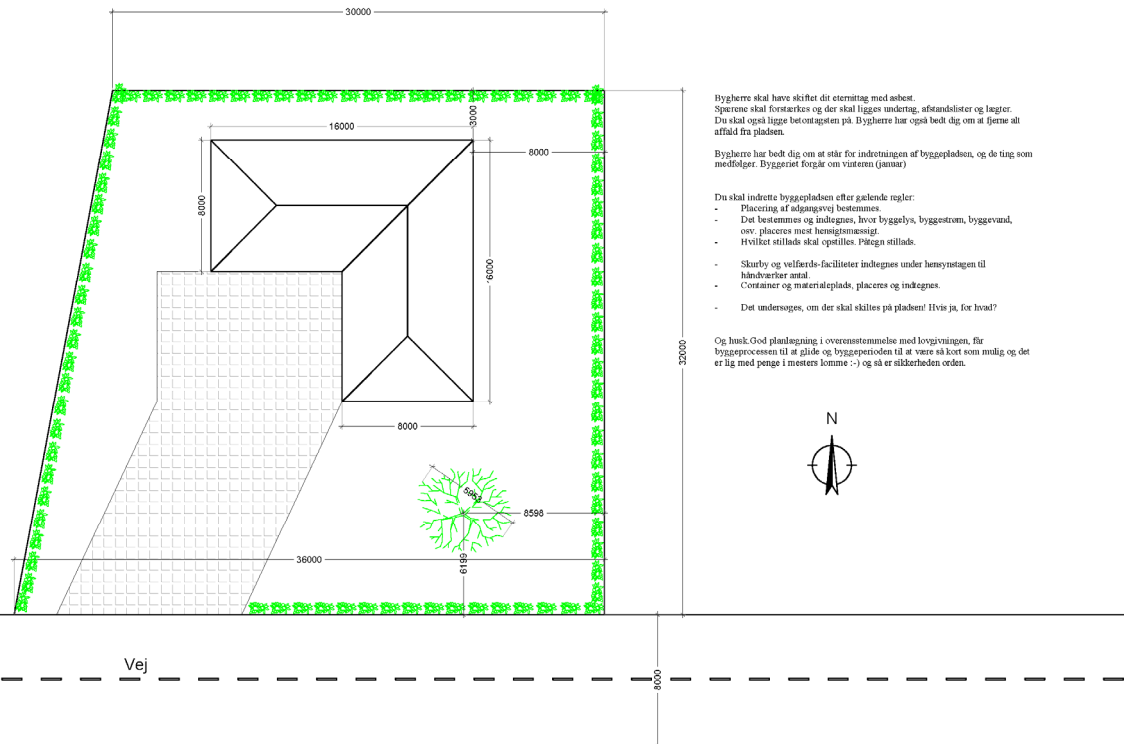 30000
Bygherre skal have skiftet dit eternittag med asbest.
Spærene skal forstærkes og der skal ligges undertag, afstandslister og lægter.
Du skal også ligge betontagsten på. Bygherre har også bedt dig om at fjerne alt
affald fra pladsen.
3000
16000
8000
Bygherre har bedt dig om at står for indretningen af byggepladsen, og de ting som
medfølger. Byggeriet forgår om vinteren (januar)
Du skal indrette byggepladsen efter gælende regler:
- Placering af adgangsvej bestemmes.
- Det bestemmes og indtegnes, hvor byggelys, byggestrøm, byggevand,
osv. placeres mest hensigtsmæssigt.
- Hvilket stillads skal opstilles. Påtegn stillads.
8000
16000
- Skurby og velfærds-faciliteter indtegnes under hensynstagen til
håndværker antal.
- Container og materialeplads, placeres og indtegnes.
- Det undersøges, om der skal skiltes på pladsen! Hvis ja, for hvad?
Og husk.God planlægning i overensstemmelse med lovgivningen, får
byggeprocessen til at glide og byggeperioden til at være så kort som mulig og det
er lig med penge i mesters lomme :-) og så er sikkerheden orden.
32000
8000
N
5953
8598
36000
6199
Vej
8000